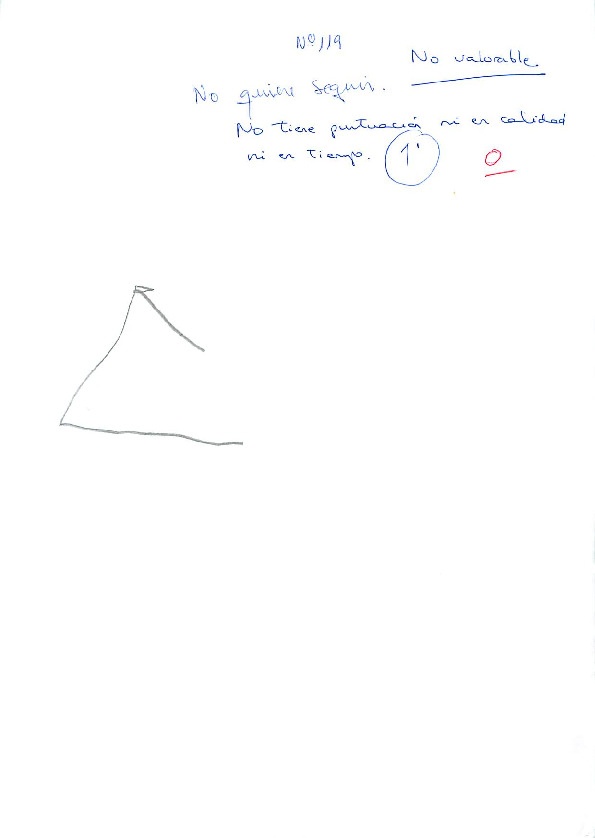 Nº 119
No valorable.
No quiere seguir.
No tiene puntuación ni en calidad
ni en tiempo. 1' 0